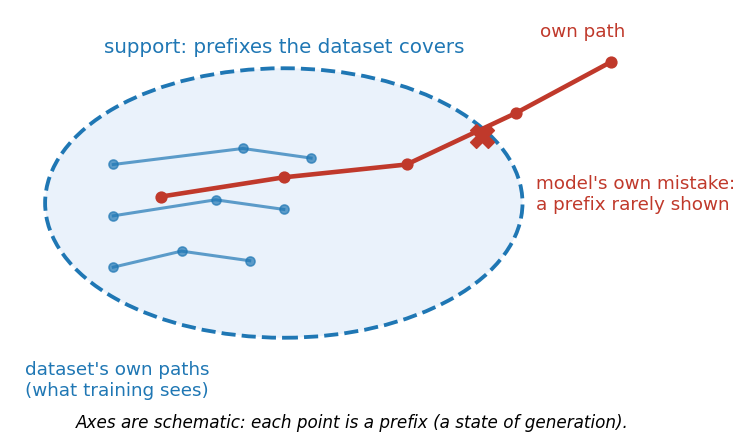 own path
support: prefixes the dataset covers
model's own mistake:
a prefix rarely shown
dataset's own paths
(what training sees)
Axes are schematic: each point is a prefix (a state of generation).